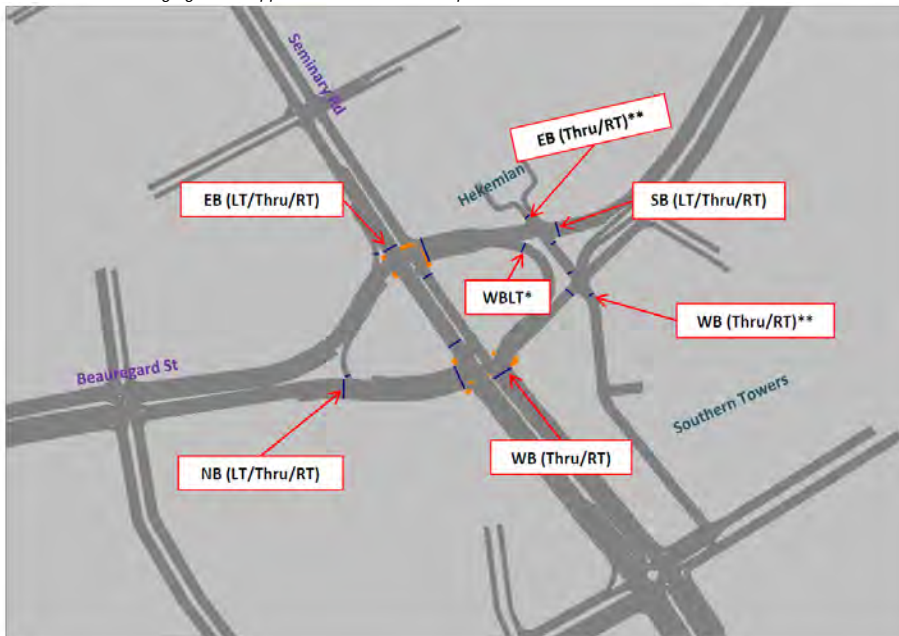 Seminary Rd
EB (Thru/RT)**
Hekemian
EB (LT/Thru/RT)
SB (LT/Thru/RT)
WBLT*
WB (Thru/RT)**
Beauregard St
Southern Towers
NB (LT/Thru/RT)
WB (Thru/RT)